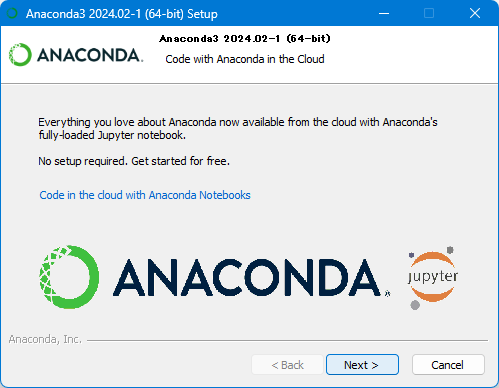 Anaconda3 2024.02-1 (64-bit) Setup
ANACONDA.
Anaconda3 2024.02-1 (64-bit)
Code with Anaconda in the Cloud
Everything you love about Anaconda now available from the cloud with Anaconda's
fully-loaded Jupyter notebook.
No setup required. Get started for free.
Code in the cloud with Anaconda Notebooks
ANACONDA®
jupyter
Anaconda, Inc.
< Back
Next >
Cancel